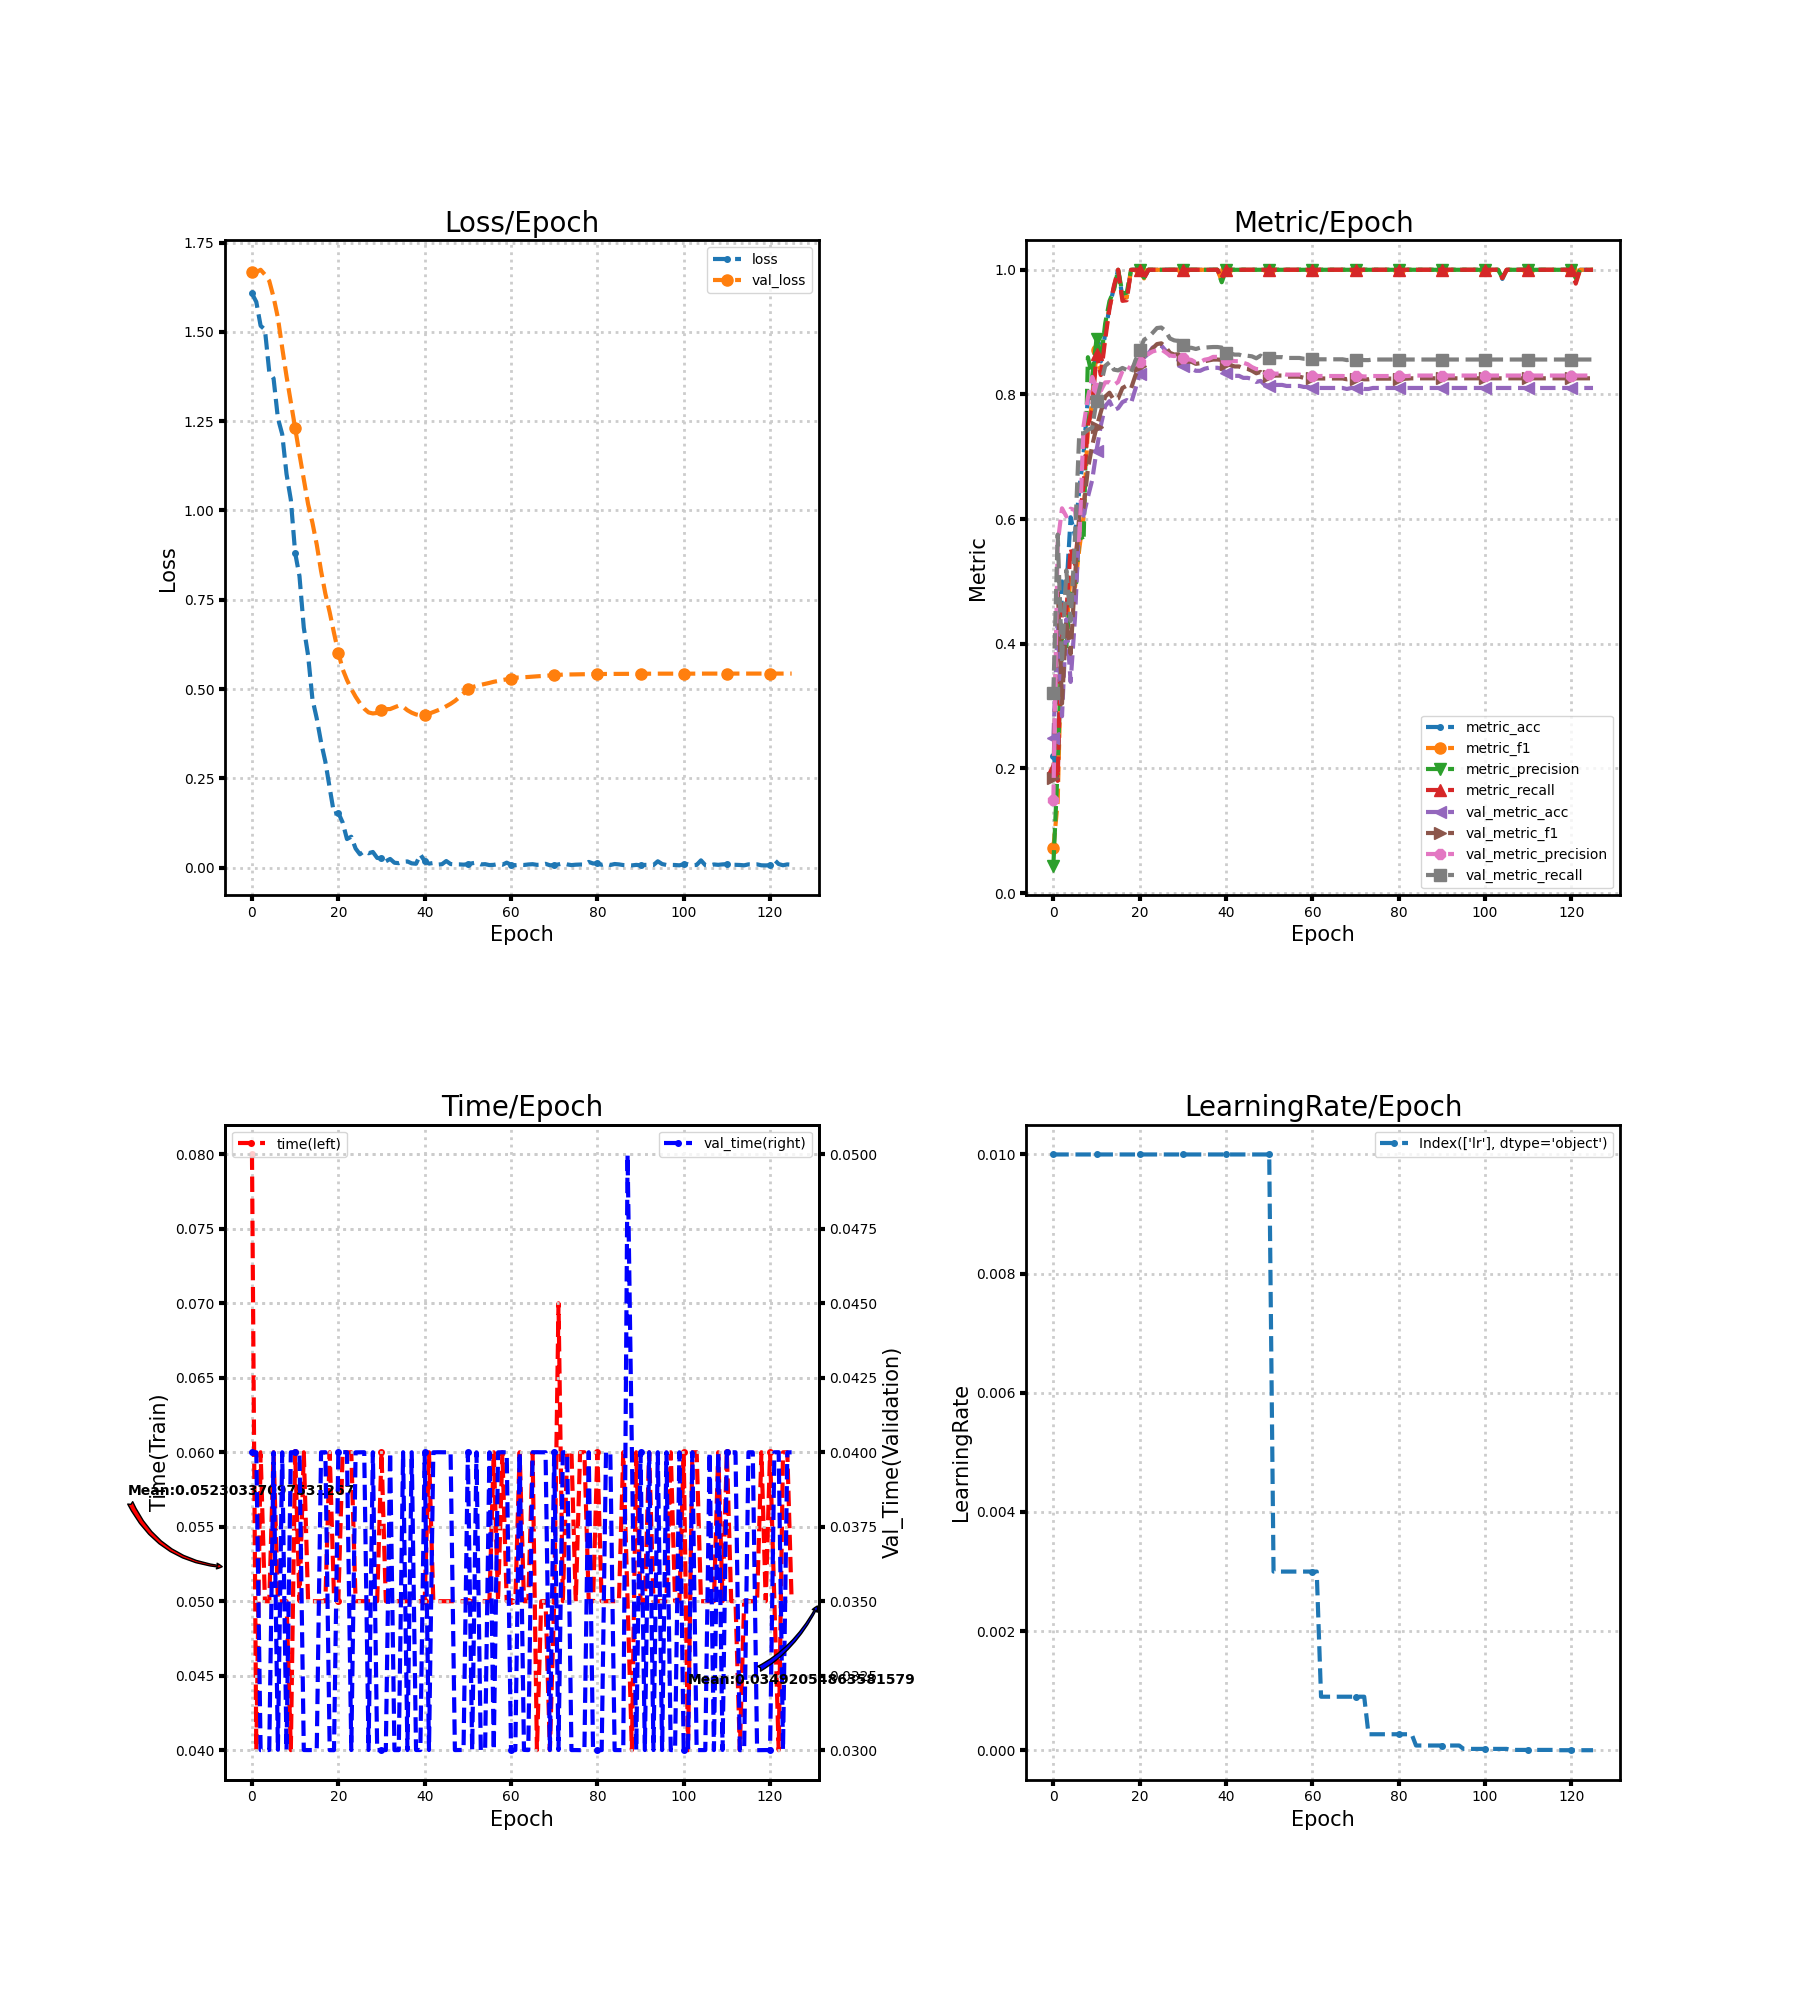 Loss/Epoch
1.75
1.50
1.25
1.00
0.75
0.50
0.25
0.00
Loss
loss
val_loss
0 20 40 60 80 100 120
Epoch
Metric/Epoch
1.0
0.8
0.6
0.4
0.2
0.0
Metric
metric_acc
metric_f1
metric_precision
metric_recall
val_metric_acc
val_metric_f1
val_metric_precision
val_metric_recall
0 20 40 60 80 100 120
Epoch
Time/Epoch
time(left)
val_time(right)
0.080
0.075
0.070
0.065
0.060
0.055
0.050
0.045
0.040
Time(Train)
0.0500
0.0475
0.0450
0.0425
0.0400
0.0375
0.0350
0.0325
0.0300
Val_Time(Validation)
0 20 40 60 80 100 120
Epoch
LearningRate/Epoch
Index(['lr'], dtype='object')
0.010
0.008
0.006
0.004
0.002
0.000
LearningRate
0 20 40 60 80 100 120
Epoch